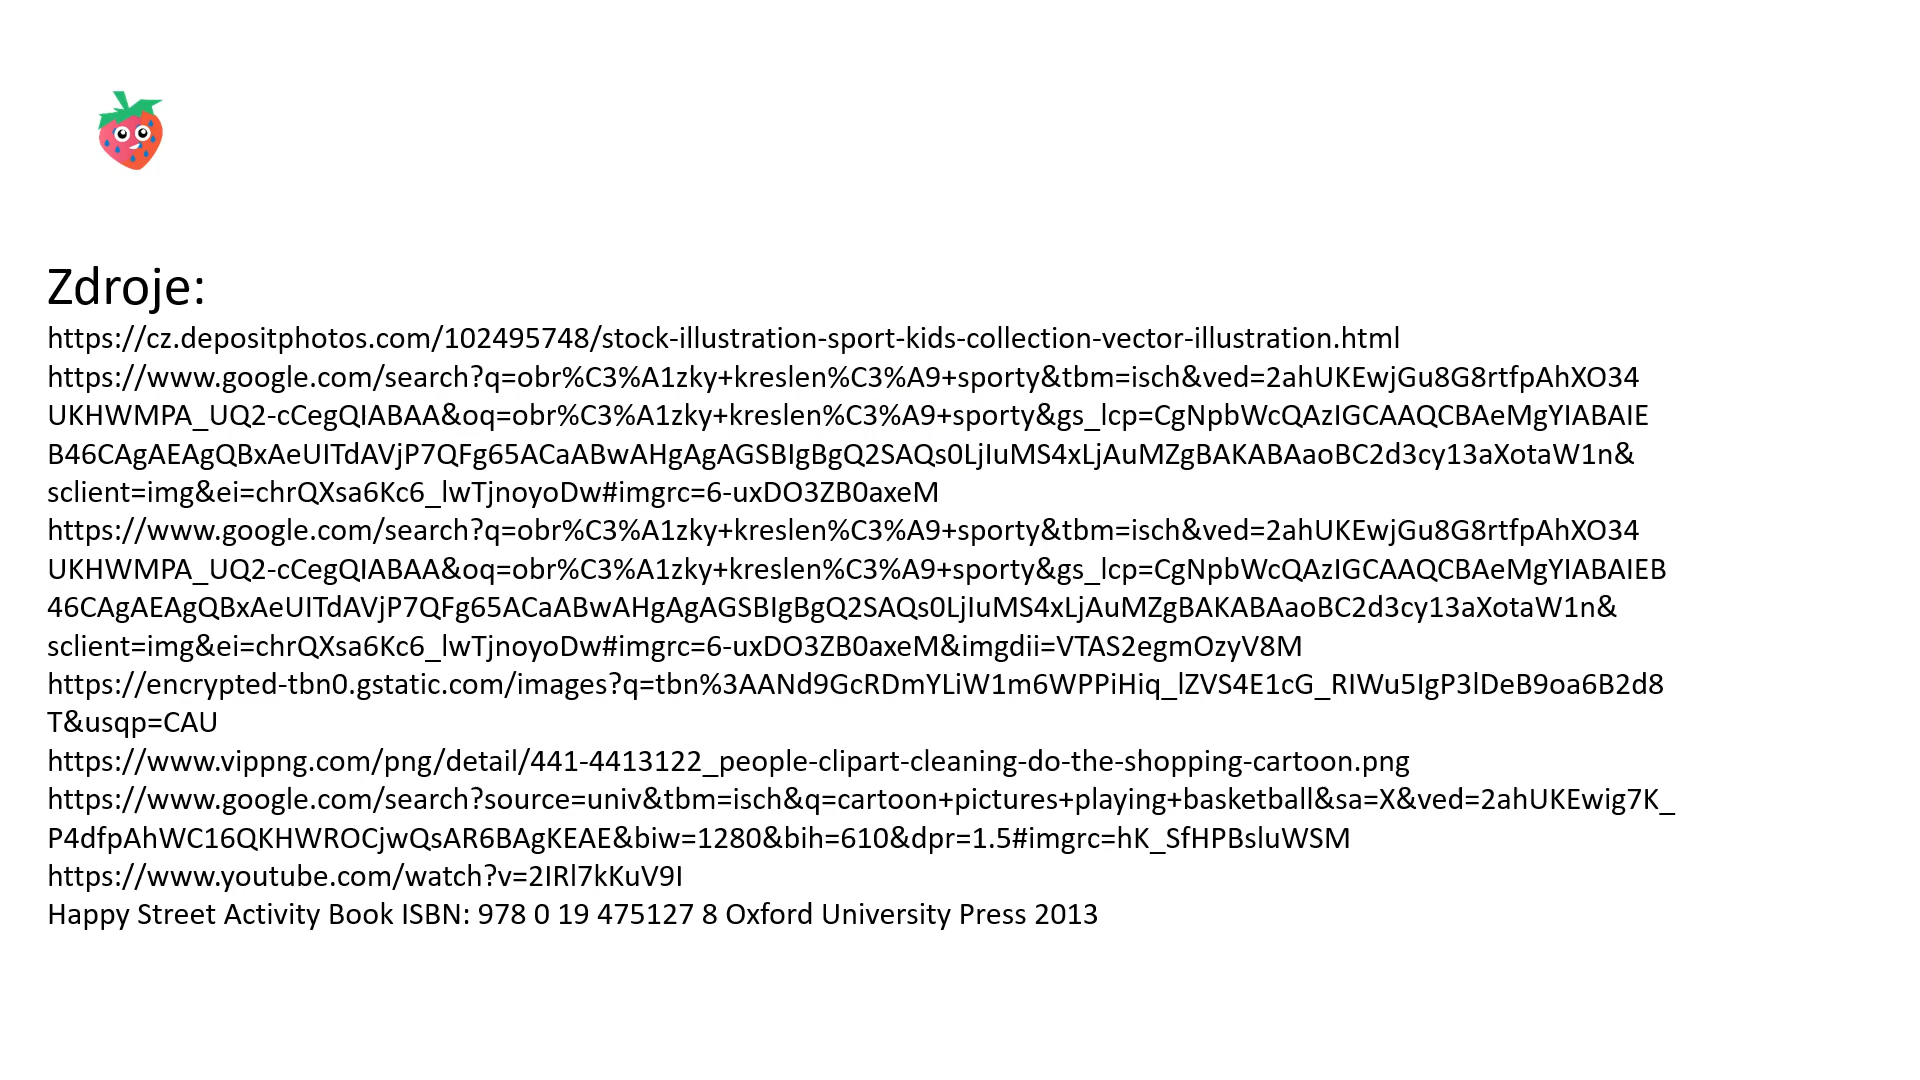 Zdroje:
https://cz.depositphotos.com/102495748/stock-illustration-sport-kids-collection-vector-illustration.html
https://www.google.com/search?q=obr%C3%A1zky+kreslen%C3%A9+sporty&tbm=isch&ved=2ahUKEwjGu8G8rtfpAhXO34
UKHWMPA_UQ2-cCegQIABAA&oq=obr%C3%A1zky+kreslen%C3%A9+sporty&gs_lcp=CgNpbWcQAzIGCAAQCBAeMgYIABAIE
B46CAgAEAgQBxAeUITdAVjP7QFg65ACaABwAHgAgAGSBIgBgQ2SAQs0LjIuMS4xLjAuMZgBAKABAaoBC2d3cy13aXotaW1n&
sclient=img&ei=chrQXsa6Kc6_lwTjnoyoDw#imgrc=6-uxDO3ZB0axeM
https://www.google.com/search?q=obr%C3%A1zky+kreslen%C3%A9+sporty&tbm=isch&ved=2ahUKEwjGu8G8rtfpAhXO34
UKHWMPA_UQ2-cCegQIABAA&oq=obr%C3%A1zky+kreslen%C3%A9+sporty&gs_lcp=CgNpbWcQAzIGCAAQCBAeMgYIABAIEB
46CAgAEAgQBxAeUITdAVjP7QFg65ACaABwAHgAgAGSBIgBgQ2SAQs0LjIuMS4xLjAuMZgBAKABAaoBC2d3cy13aXotaW1n&
sclient=img&ei=chrQXsa6Kc6_lwTjnoyoDw#imgrc=6-uxDO3ZB0axeM&imgdii=VTAS2egmOzyV8M
https://encrypted-tbn0.gstatic.com/images?q=tbn%3AANd9GcRDmYLiW1m6WPPiHiq_lZVS4E1cG_RIWu5IgP3lDeB9oa6B2d8
T&usqp=CAU
https://www.vippng.com/png/detail/441-4413122_people-clipart-cleaning-do-the-shopping-cartoon.png
https://www.google.com/search?source=univ&tbm=isch&q=cartoon+pictures+playing+basketball&sa=X&ved=2ahUKEwig7K_
P4dfpAhWC16QKHWROCjwQsAR6BAgKEAE&biw=1280&bih=610&dpr=1.5#imgrc=hK_SfHPBsluWSM
https://www.youtube.com/watch?v=2IRl7kKuV9I
Happy Street Activity Book ISBN: 978 0 19 475127 8 Oxford University Press 2013